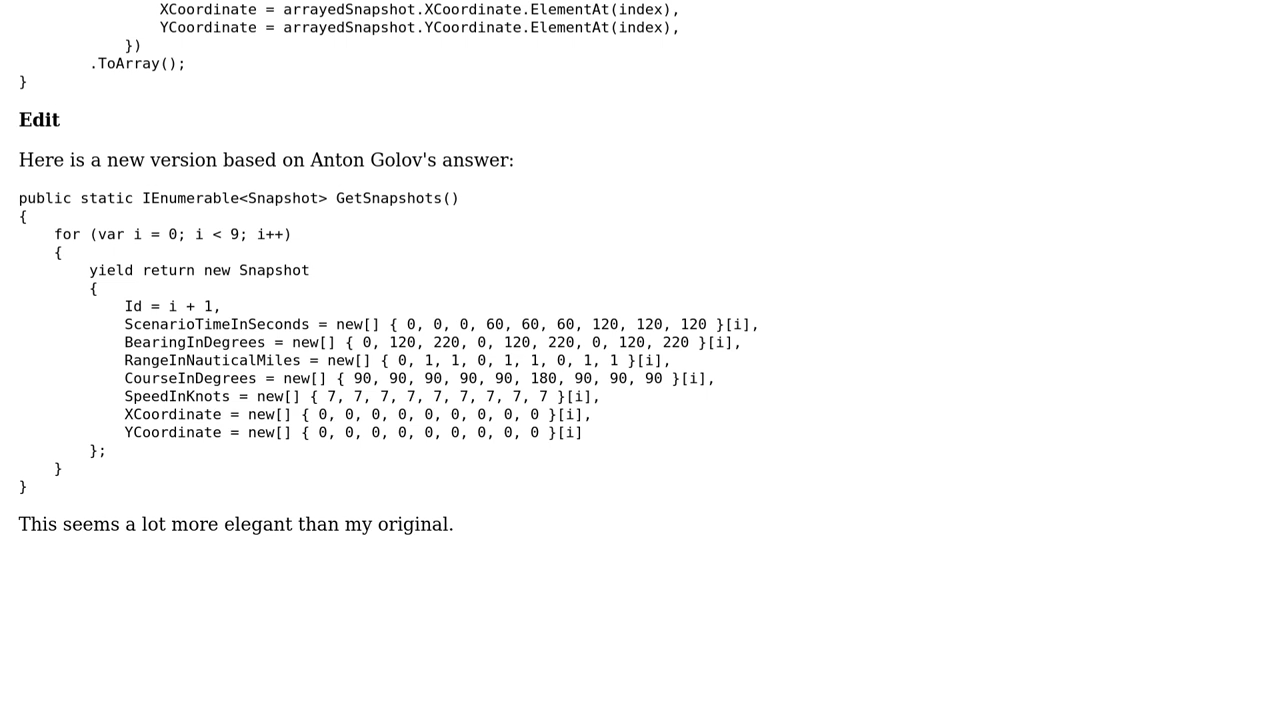 XCoordinate = arrayedSnapshot.XCoordinate.ElementAt(index),
                YCoordinate = arrayedSnapshot.YCoordinate.ElementAt(index),
            })
        .ToArray();
}
Edit
Here is a new version based on Anton Golov's answer:
public static IEnumerable<Snapshot> GetSnapshots()
{
    for (var i = 0; i < 9; i++)
    {
        yield return new Snapshot
        {
            Id = i + 1,
            ScenarioTimeInSeconds = new[] { 0, 0, 0, 60, 60, 60, 120, 120, 120 }[i],
            BearingInDegrees = new[] { 0, 120, 220, 0, 120, 220, 0, 120, 220 }[i],
            RangeInNauticalMiles = new[] { 0, 1, 1, 0, 1, 1, 0, 1, 1 }[i],
            CourseInDegrees = new[] { 90, 90, 90, 90, 90, 180, 90, 90, 90 }[i],
            SpeedInKnots = new[] { 7, 7, 7, 7, 7, 7, 7, 7, 7 }[i],
            XCoordinate = new[] { 0, 0, 0, 0, 0, 0, 0, 0, 0 }[i],
            YCoordinate = new[] { 0, 0, 0, 0, 0, 0, 0, 0, 0 }[i]
        };
    }
}
This seems a lot more elegant than my original.